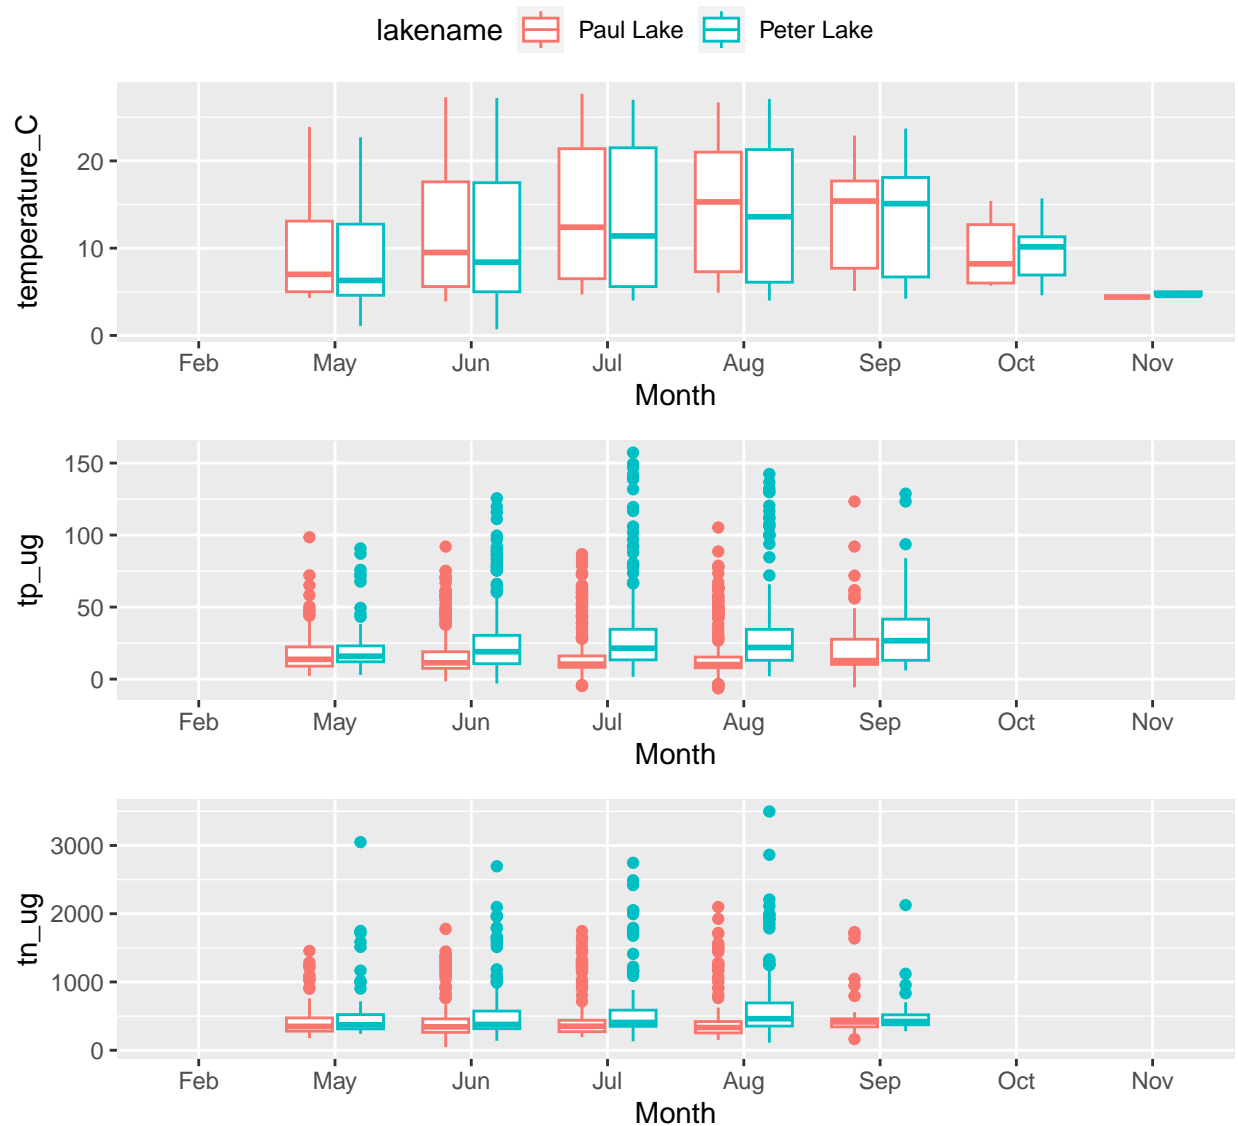 lakename Paul Lake Peter Lake
temperature_C
20
10
0
Feb May Jun Jul Aug Sep Oct Nov
Month
tp_ug
150
100
50
0
Feb May Jun Jul Aug Sep Oct Nov
Month
tn_ug
3000
2000
1000
0
Feb May Jun Jul Aug Sep Oct Nov
Month